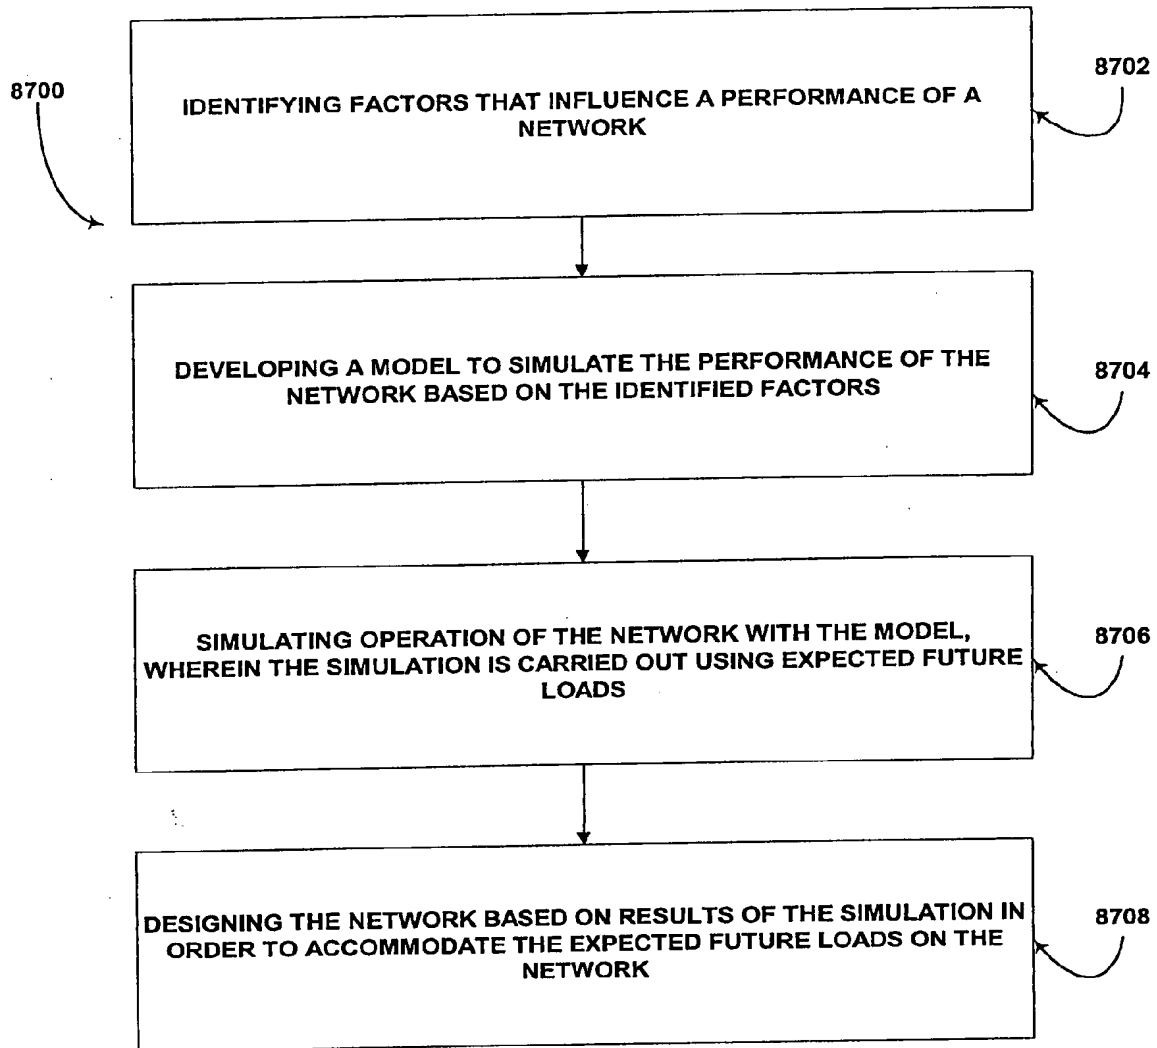 8700
8702
IDENTIFYING FACTORS THAT INFLUENCE A PERFORMANCE OF A
NETWORK
DEVELOPING A MODEL TO SIMULATE THE PERFORMANCE OF THE
NETWORK BASED ON THE IDENTIFIED FACTORS
8704
SIMULATING OPERATION OF THE NETWORK WITH THE MODEL,
WHEREIN THE SIMULATION IS CARRIED OUT USING EXPECTED FUTURE
LOADS
8706
DESIGNING THE NETWORK BASED ON RESULTS OF THE SIMULATION IN
ORDER TO ACCOMMODATE THE EXPECTED FUTURE LOADS ON THE
NETWORK
8708